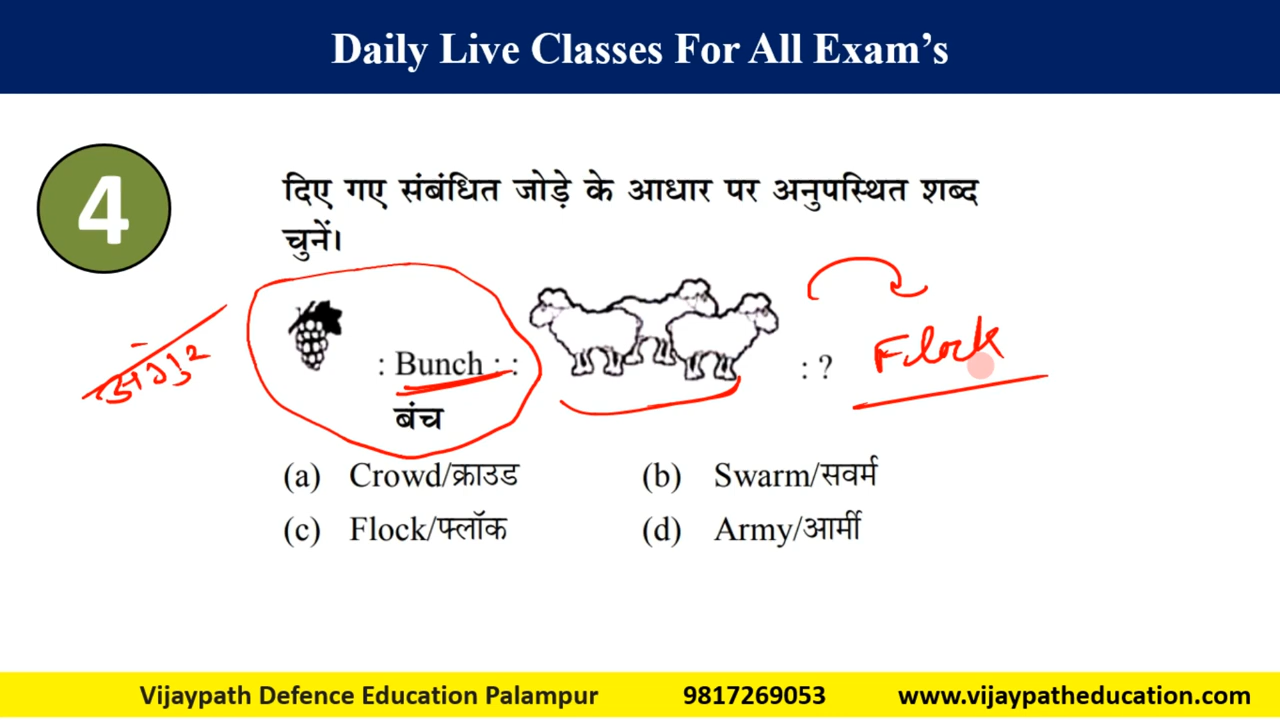 Daily Live Classes For All Exam's
4
दिए गए संबंधित जोड़े के आधार पर अनुपस्थित शब्द
चुनें।
: Bunch : :
: ?
Flock
अंगुर
बंच
(a) Crowd/क्राउड
(b) Swarm/सवर्म
(c) Flock/फ्लॉक
(d) Army/आर्मी
Vijaypath Defence Education Palampur
9817269053
www.vijaypatheducation.com